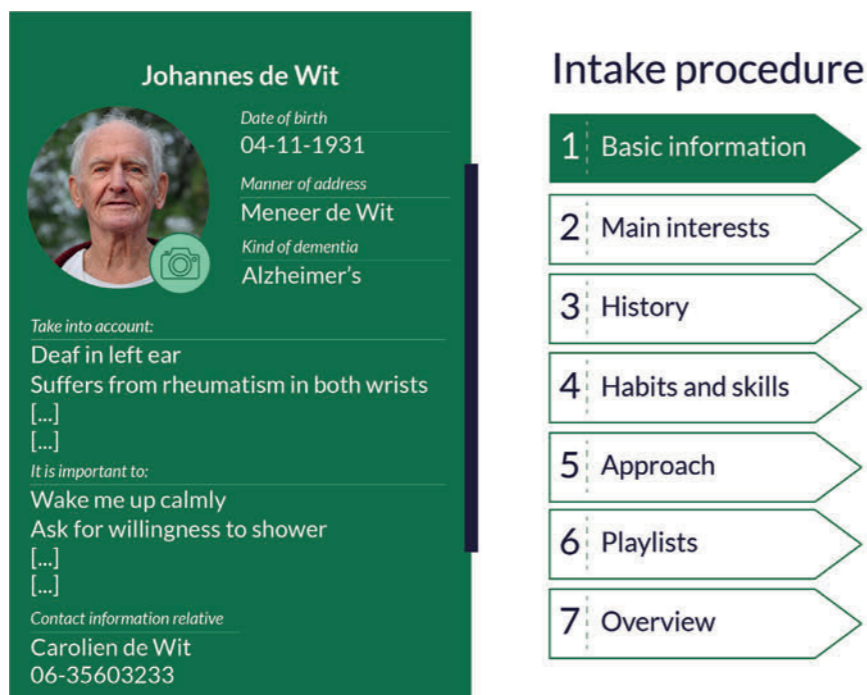 Johannes de Wit
Date of birth
04-11-1931
Manner of address
Meneer de Wit
Kind of dementia
Alzheimer's
Take into account:
Deaf in left ear
Suffers from rheumatism in both wrists
[...]
[...]
It is important to:
Wake me up calmly
Ask for willingness to shower
[...]
[...]
Contact information relative
Carolien de Wit
06-35603233
Intake procedure
1 Basic information
2 Main interests
3 History
4 Habits and skills
5 Approach
6 Playlists
7 Overview